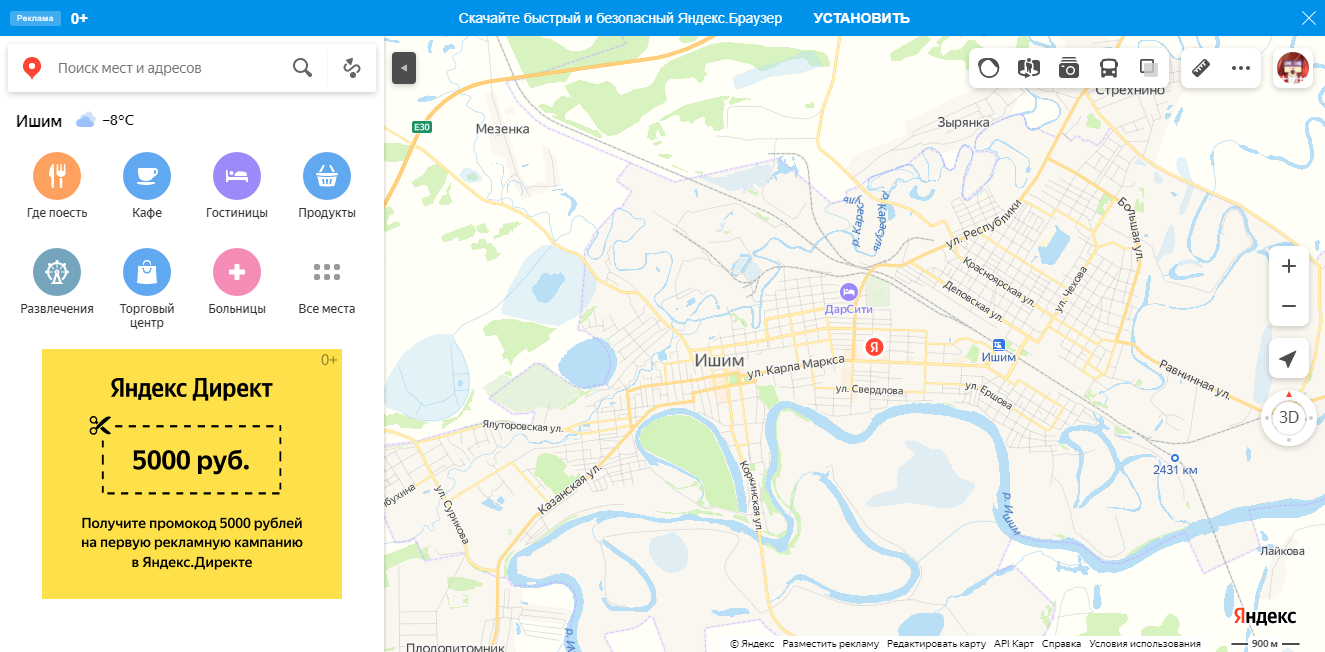 Реклама
0+
Скачайте быстрый и безопасный Яндекс.Браузер
УСТАНОВИТЬ
Поиск мест и адресов
Ишим
−8°C
Где поесть
Кафе
Гостиницы
Продукты
Развлечения
Торговый
центр
Больницы
Все места
0+
Яндекс Директ
5000 руб.
Получите промокод 5000 рублей
на первую рекламную кампанию
в Яндекс.Директе
Стрехнино
E30
Мезенка
Зырянка
р. Карасуль
р. Карасуль
ул. Республики
Большая ул.
Красноярская ул.
Деповская ул.
ул. Чехова
ДарСити
Я
Ишим
Ишим
ул. Карла Маркса
ул. Свердлова
ул. Ершова
Равнинная ул.
3D
Ялуторовская ул.
Казанская ул.
Коркинская ул.
ул. Сурикова
2431 км
р. Ишим
Лайкова
р. Ишим
Плодопитомник
Яндекс
© Яндекс
Разместить рекламу
Редактировать карту
API Карт
Справка
Условия использования
900 м